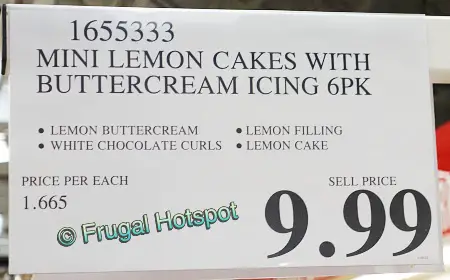 1655333
MINI LEMON CAKES WITH
BUTTERCREAM ICING 6PK
• LEMON BUTTERCREAM
• WHITE CHOCOLATE CURLS
• LEMON FILLING
• LEMON CAKE
PRICE PER EACH
1.665
SELL PRICE
9.99
© Frugal Hotspot